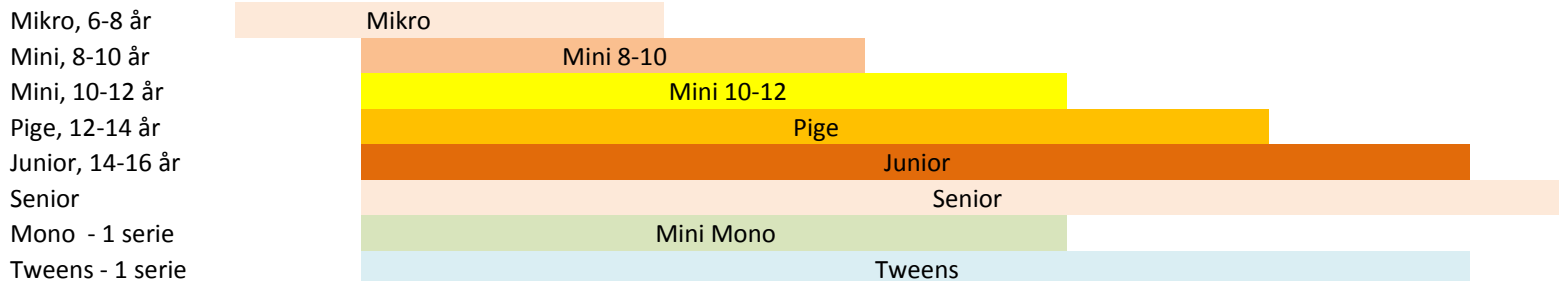 Mikro, 6-8 år Mikro
Mini, 8-10 år Mini 8-10
Mini, 10-12 år Mini 10-12
Pige, 12-14 år Pige
Junior, 14-16 år Junior
Senior Senior
Mono - 1 serie Mini Mono
Tweens - 1 serie Tweens